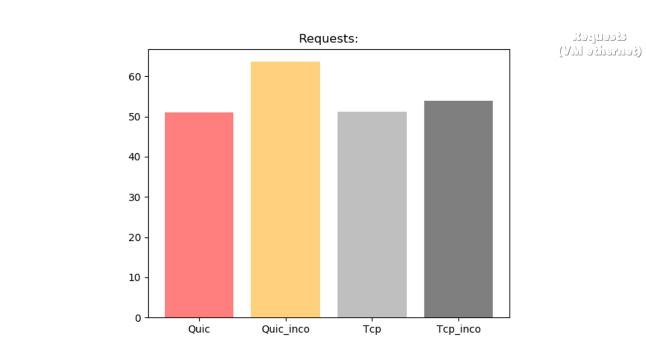 Requests:
Requests
(VM ethernet)
60
50
40
30
20
10
0
Quic Quic_inco Tcp Tcp_inco